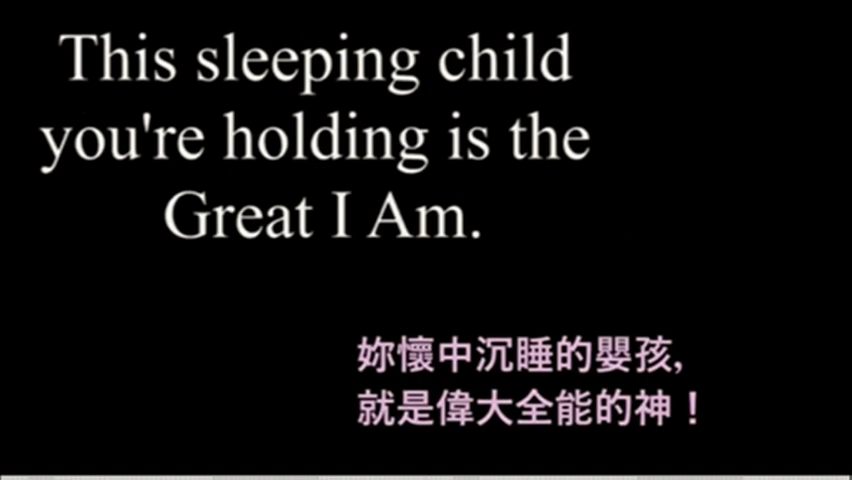 This sleeping child
you're holding is the
Great I Am.
妳懷中沉睡的嬰孩,
就是偉大全能的神！